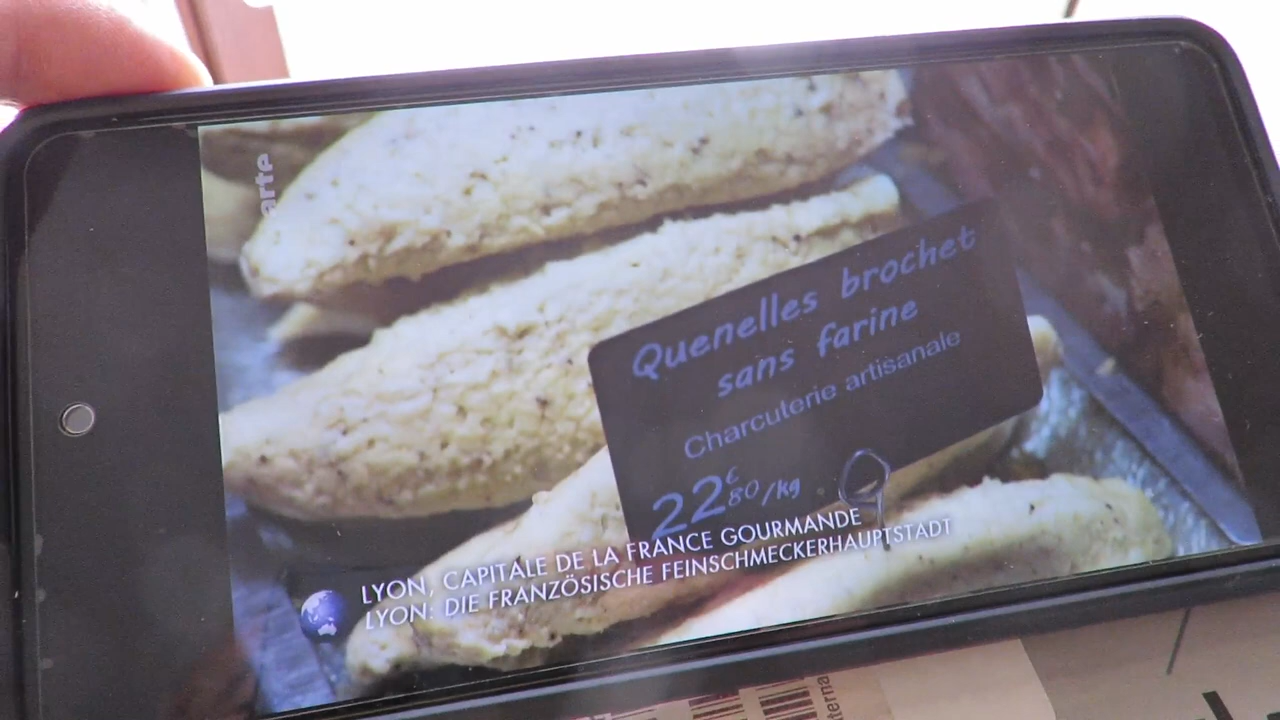 arte
Quenelles brochet
sans farine
Charcuterie artisanale
22€80/kg
LYON, CAPITALE DE LA FRANCE GOURMANDE
LYON: DIE FRANZÖSISCHE FEINSCHMECKERHAUPTSTADT